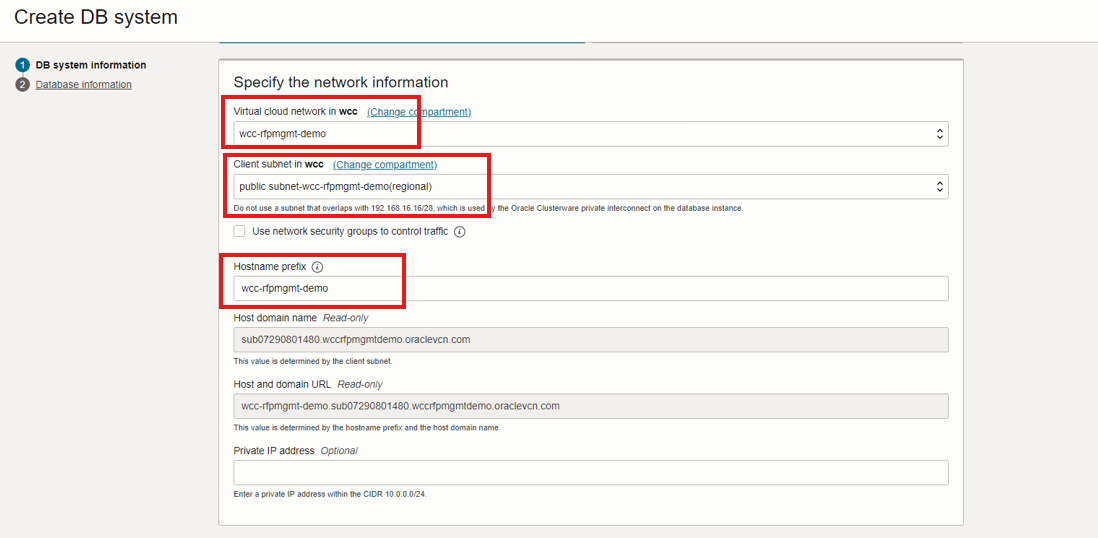 Create DB system
1 DB system information
2 Database information
Specify the network information
Virtual cloud network in wcc (Change compartment)
wcc-rfpmgmt-demo
Client subnet in wcc (Change compartment)
public subnet-wcc-rfpmgmt-demo(regional)
Do not use a subnet that overlaps with 192.168.16.16/28, which is used by the Oracle Clusterware private interconnect on the database instance.
Use network security groups to control traffic i
Hostname prefix i
wcc-rfpmgmt-demo
Host domain name Read-only
sub07290801480.wccrfpmgmtdemo.oraclevcn.com
This value is determined by the client subnet.
Host and domain URL Read-only
wcc-rfpmgmt-demo.sub07290801480.wccrfpmgmtdemo.oraclevcn.com
This value is determined by the hostname prefix and the host domain name.
Private IP address Optional
Enter a private IP address within the CIDR 10.0.0.0/24.